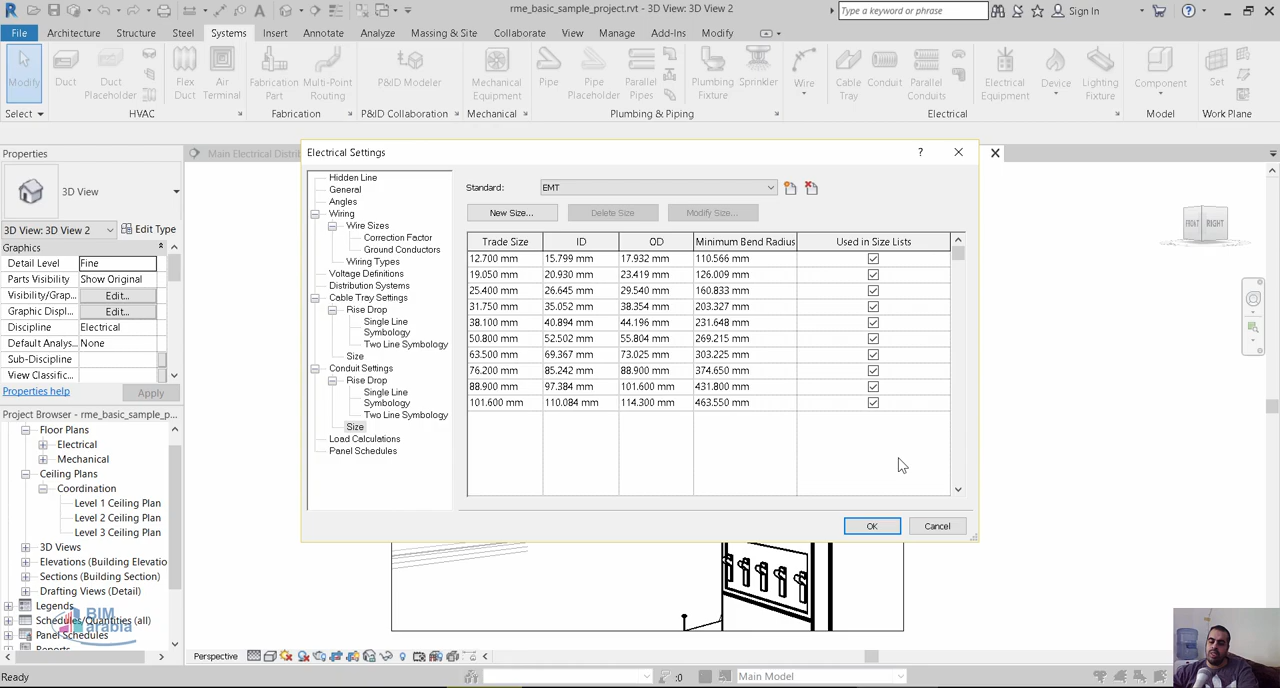 rme_basic_sample_project.rvt - 3D View: 3D View 2
Type a keyword or phrase
Sign In
File Architecture Structure Steel Systems Insert Annotate Analyze Massing & Site Collaborate View Manage Add-Ins Modify
Modify
Duct
Duct Placeholder
Flex Duct
Air Terminal
Fabrication Part
Multi-Point Routing
P&ID Modeler
Mechanical Equipment
Pipe
Pipe Placeholder
Parallel Pipes
Plumbing Fixture
Sprinkler
Wire
Cable Tray
Conduit
Parallel Conduits
Electrical Equipment
Device
Lighting Fixture
Component
Set
Select HVAC Fabrication P&ID Collaboration Mechanical Plumbing & Piping Electrical Model Work Plane
Properties
3D View
3D View: 3D View 2 Edit Type
Graphics
Detail Level Fine
Parts Visibility Show Original
Visibility/Grap... Edit...
Graphic Displ... Edit...
Discipline Electrical
Default Analys... None
Sub-Discipline
View Classific...
Properties help Apply
Project Browser - rme_basic_sample_p...
Floor Plans
Electrical
Mechanical
Ceiling Plans
Coordination
Level 1 Ceiling Plan
Level 2 Ceiling Plan
Level 3 Ceiling Plan
3D Views
Elevations (Building Elevatio
Sections (Building Section)
Drafting Views (Detail)
Legends
Schedules/Quantities (all)
Panel Schedules
BIM
arabia
Main Electrical Distri
FRONT RIGHT
Electrical Settings
?
Hidden Line
General
Angles
Wiring
Wire Sizes
Correction Factor
Ground Conductors
Wiring Types
Voltage Definitions
Distribution Systems
Cable Tray Settings
Rise Drop
Single Line
Symbology
Two Line Symbology
Size
Conduit Settings
Rise Drop
Single Line
Symbology
Two Line Symbology
Size
Load Calculations
Panel Schedules
Standard: EMT
New Size... Delete Size Modify Size...
Trade Size ID OD Minimum Bend Radius Used in Size Lists
12.700 mm 15.799 mm 17.932 mm 110.566 mm
19.050 mm 20.930 mm 23.419 mm 126.009 mm
25.400 mm 26.645 mm 29.540 mm 160.833 mm
31.750 mm 35.052 mm 38.354 mm 203.327 mm
38.100 mm 40.894 mm 44.196 mm 231.648 mm
50.800 mm 52.502 mm 55.804 mm 269.215 mm
63.500 mm 69.367 mm 73.025 mm 303.225 mm
76.200 mm 85.242 mm 88.900 mm 374.650 mm
88.900 mm 97.384 mm 101.600 mm 431.800 mm
101.600 mm 110.084 mm 114.300 mm 463.550 mm
OK Cancel
Perspective
Ready
:0
Main Model